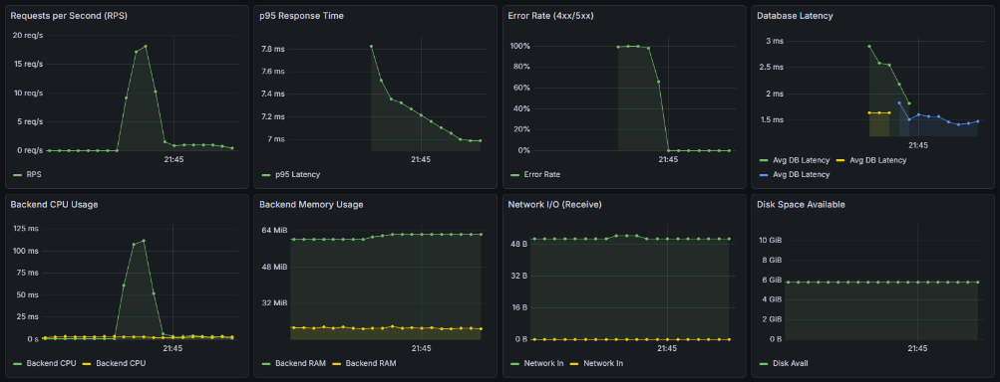 Requests per Second (RPS)
20 req/s
15 req/s
10 req/s
5 req/s
0 req/s
21:45
RPS
p95 Response Time
7.8 ms
7.6 ms
7.4 ms
7.2 ms
7 ms
21:45
p95 Latency
Error Rate (4xx/5xx)
100%
80%
60%
40%
20%
0%
21:45
Error Rate
Database Latency
3 ms
2.5 ms
2 ms
1.5 ms
21:45
Avg DB Latency Avg DB Latency
Avg DB Latency
Backend CPU Usage
125 ms
100 ms
75 ms
50 ms
25 ms
0 s
21:45
Backend CPU Backend CPU
Backend Memory Usage
64 MiB
48 MiB
32 MiB
21:45
Backend RAM Backend RAM
Network I/O (Receive)
48 B
32 B
16 B
0 B
21:45
Network In Network In
Disk Space Available
10 GiB
8 GiB
6 GiB
4 GiB
2 GiB
0 B
21:45
Disk Avail